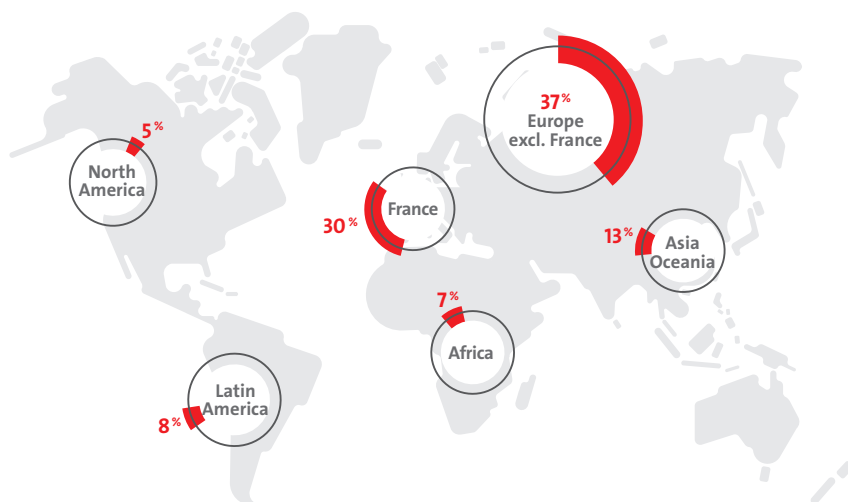 37%
Europe
excl. France
5%
North
America
30%
France
13%
Asia
Oceania
7%
Africa
8%
Latin
America